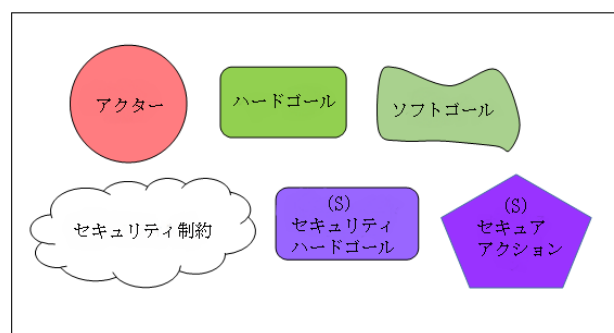 アクター
ハードゴール
ソフトゴール
セキュリティ制約
(S)
セキュリティ
ハードゴール
(S)
セキュア
アクション